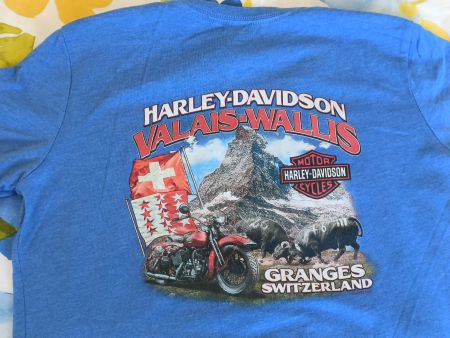 HARLEY-DAVIDSON
VALAIS-WALLIS
MOTOR
HARLEY-DAVIDSON
CYCLES
GRANGES
SWITZERLAND